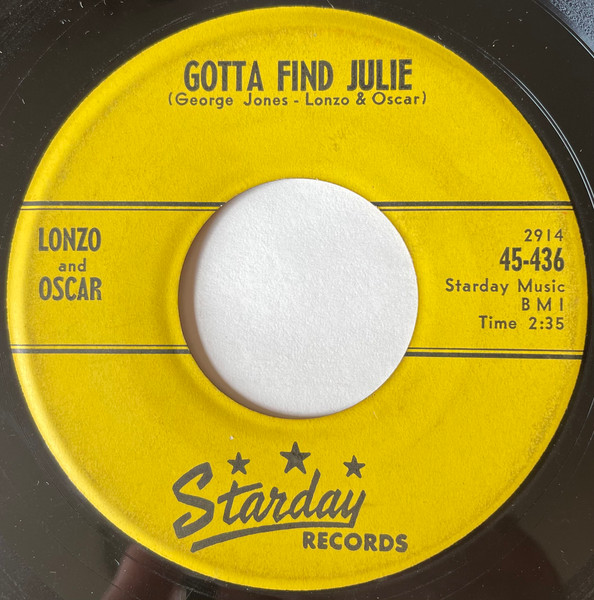 GOTTA FIND JULIE
(George Jones - Lonzo & Oscar)
LONZO
and
OSCAR
2914
45-436
Starday Music
B M I
Time 2:35
Starday
RECORDS